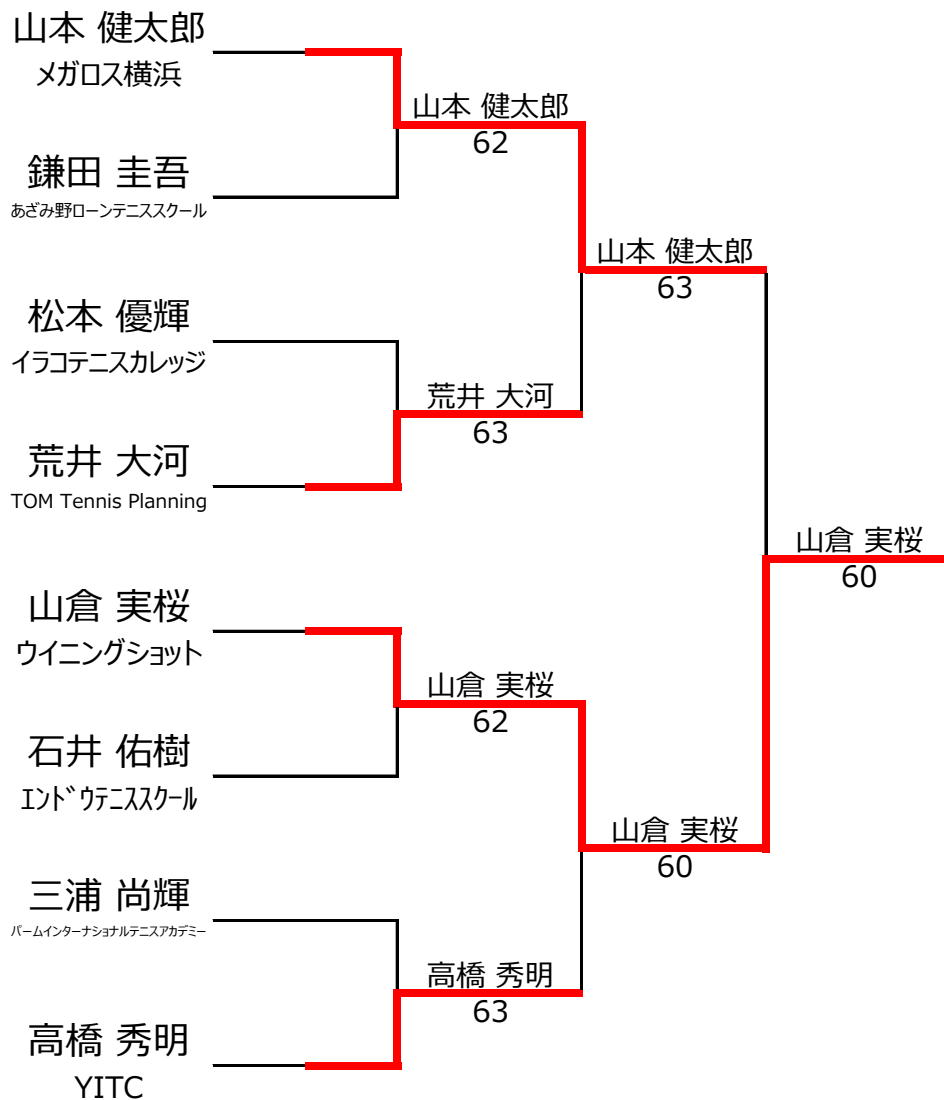 山本 健太郎
メガロス横浜
鎌田 圭吾
あざみ野ローンテニススクール
松本 優輝
イラコテニスカレッジ
荒井 大河
TOM Tennis Planning
山倉 実桜
ウイニングショット
石井 佑樹
エンドウテニススクール
三浦 尚輝
パームインターナショナルテニスアカデミー
高橋 秀明
YITC
山本 健太郎
62
荒井 大河
63
山倉 実桜
62
高橋 秀明
63
山本 健太郎
63
山倉 実桜
60
山倉 実桜
60